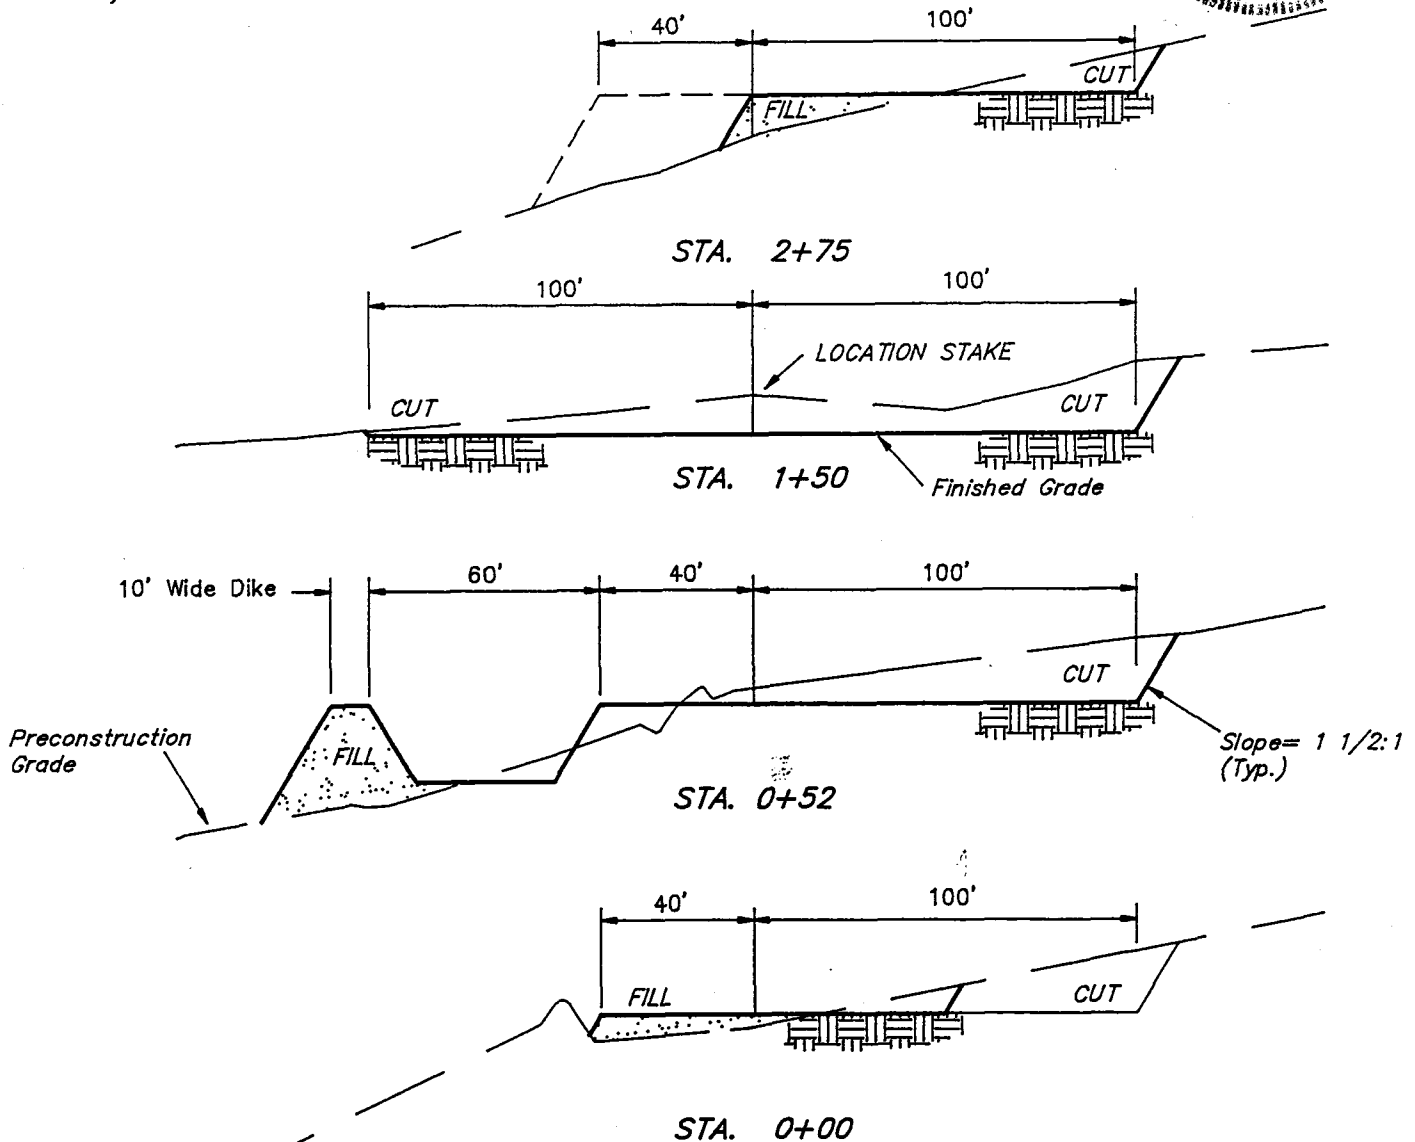 40' 100'
CUT
FILL
STA. 2+75
100' 100'
LOCATION STAKE
CUT CUT
STA. 1+50
Finished Grade
10' Wide Dike 60' 40' 100'
CUT
Preconstruction
Grade
FILL
Slope= 1 1/2:1
(Typ.)
STA. 0+52
40' 100'
FILL CUT
STA. 0+00